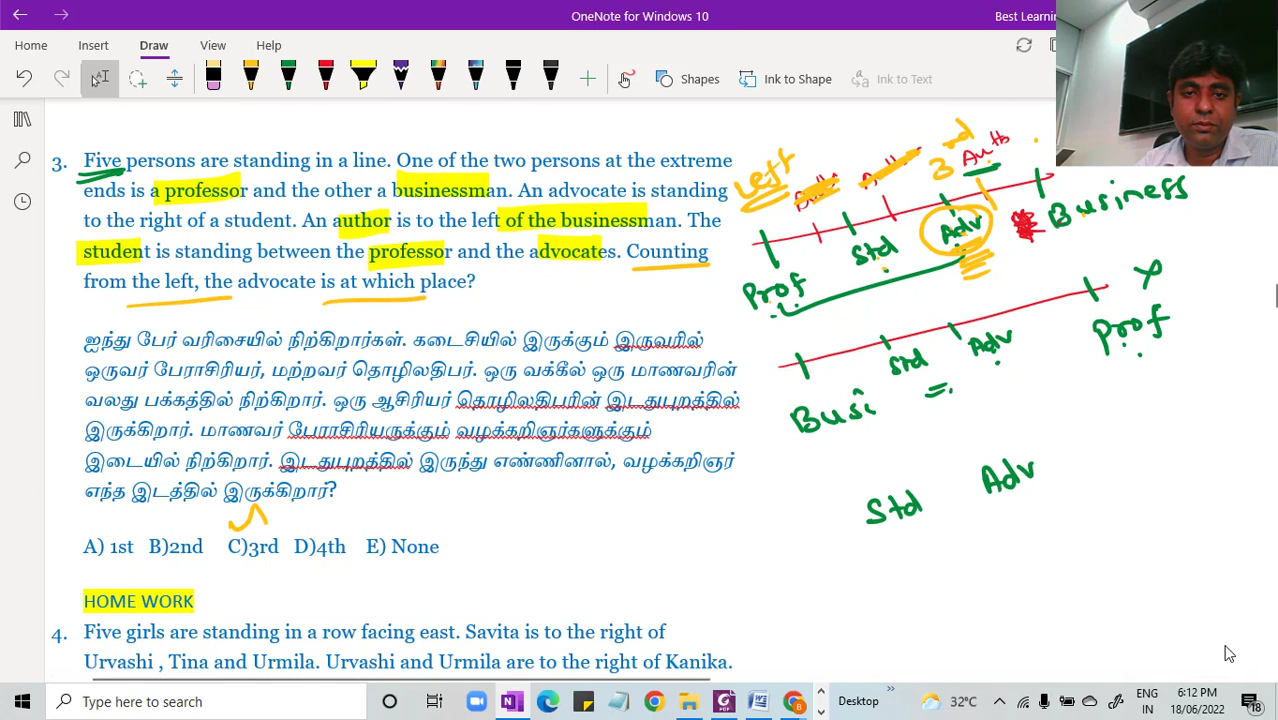 OneNote for Windows 10
Best Learning
Home Insert Draw View Help
Shapes Ink to Shape Ink to Text
3. Five persons are standing in a line. One of the two persons at the extreme
ends is a professor and the other a businessman. An advocate is standing
to the right of a student. An author is to the left of the businessman. The
student is standing between the professor and the advocates. Counting
from the left, the advocate is at which place?
ஐந்து பேர் வரிசையில் நிற்கிறார்கள். கடைசியில் இருக்கும் இருவரில்
ஒருவர் பேராசிரியர், மற்றவர் தொழிலதிபர். ஒரு வக்கீல் ஒரு மாணவரின்
வலது பக்கத்தில் நிற்கிறார். ஒரு ஆசிரியர் தொழிலதிபரின் இடதுபுறத்தில்
இருக்கிறார். மாணவர் பேராசிரியருக்கும் வழக்கறிஞர்களுக்கும்
இடையில் நிற்கிறார். இடதுபுறத்தில் இருந்து எண்ணினால், வழக்கறிஞர்
எந்த இடத்தில் இருக்கிறார்?
A) 1st B)2nd C)3rd D)4th E) None
HOME WORK
4. Five girls are standing in a row facing east. Savita is to the right of
Urvashi , Tina and Urmila. Urvashi and Urmila are to the right of Kanika.
Left 3rd Auth
Prof Std Adv Business
Busi Std Adv Prof
Std Adv
Type here to search
Desktop
32°C
ENG
IN
6:12 PM
18/06/2022
18